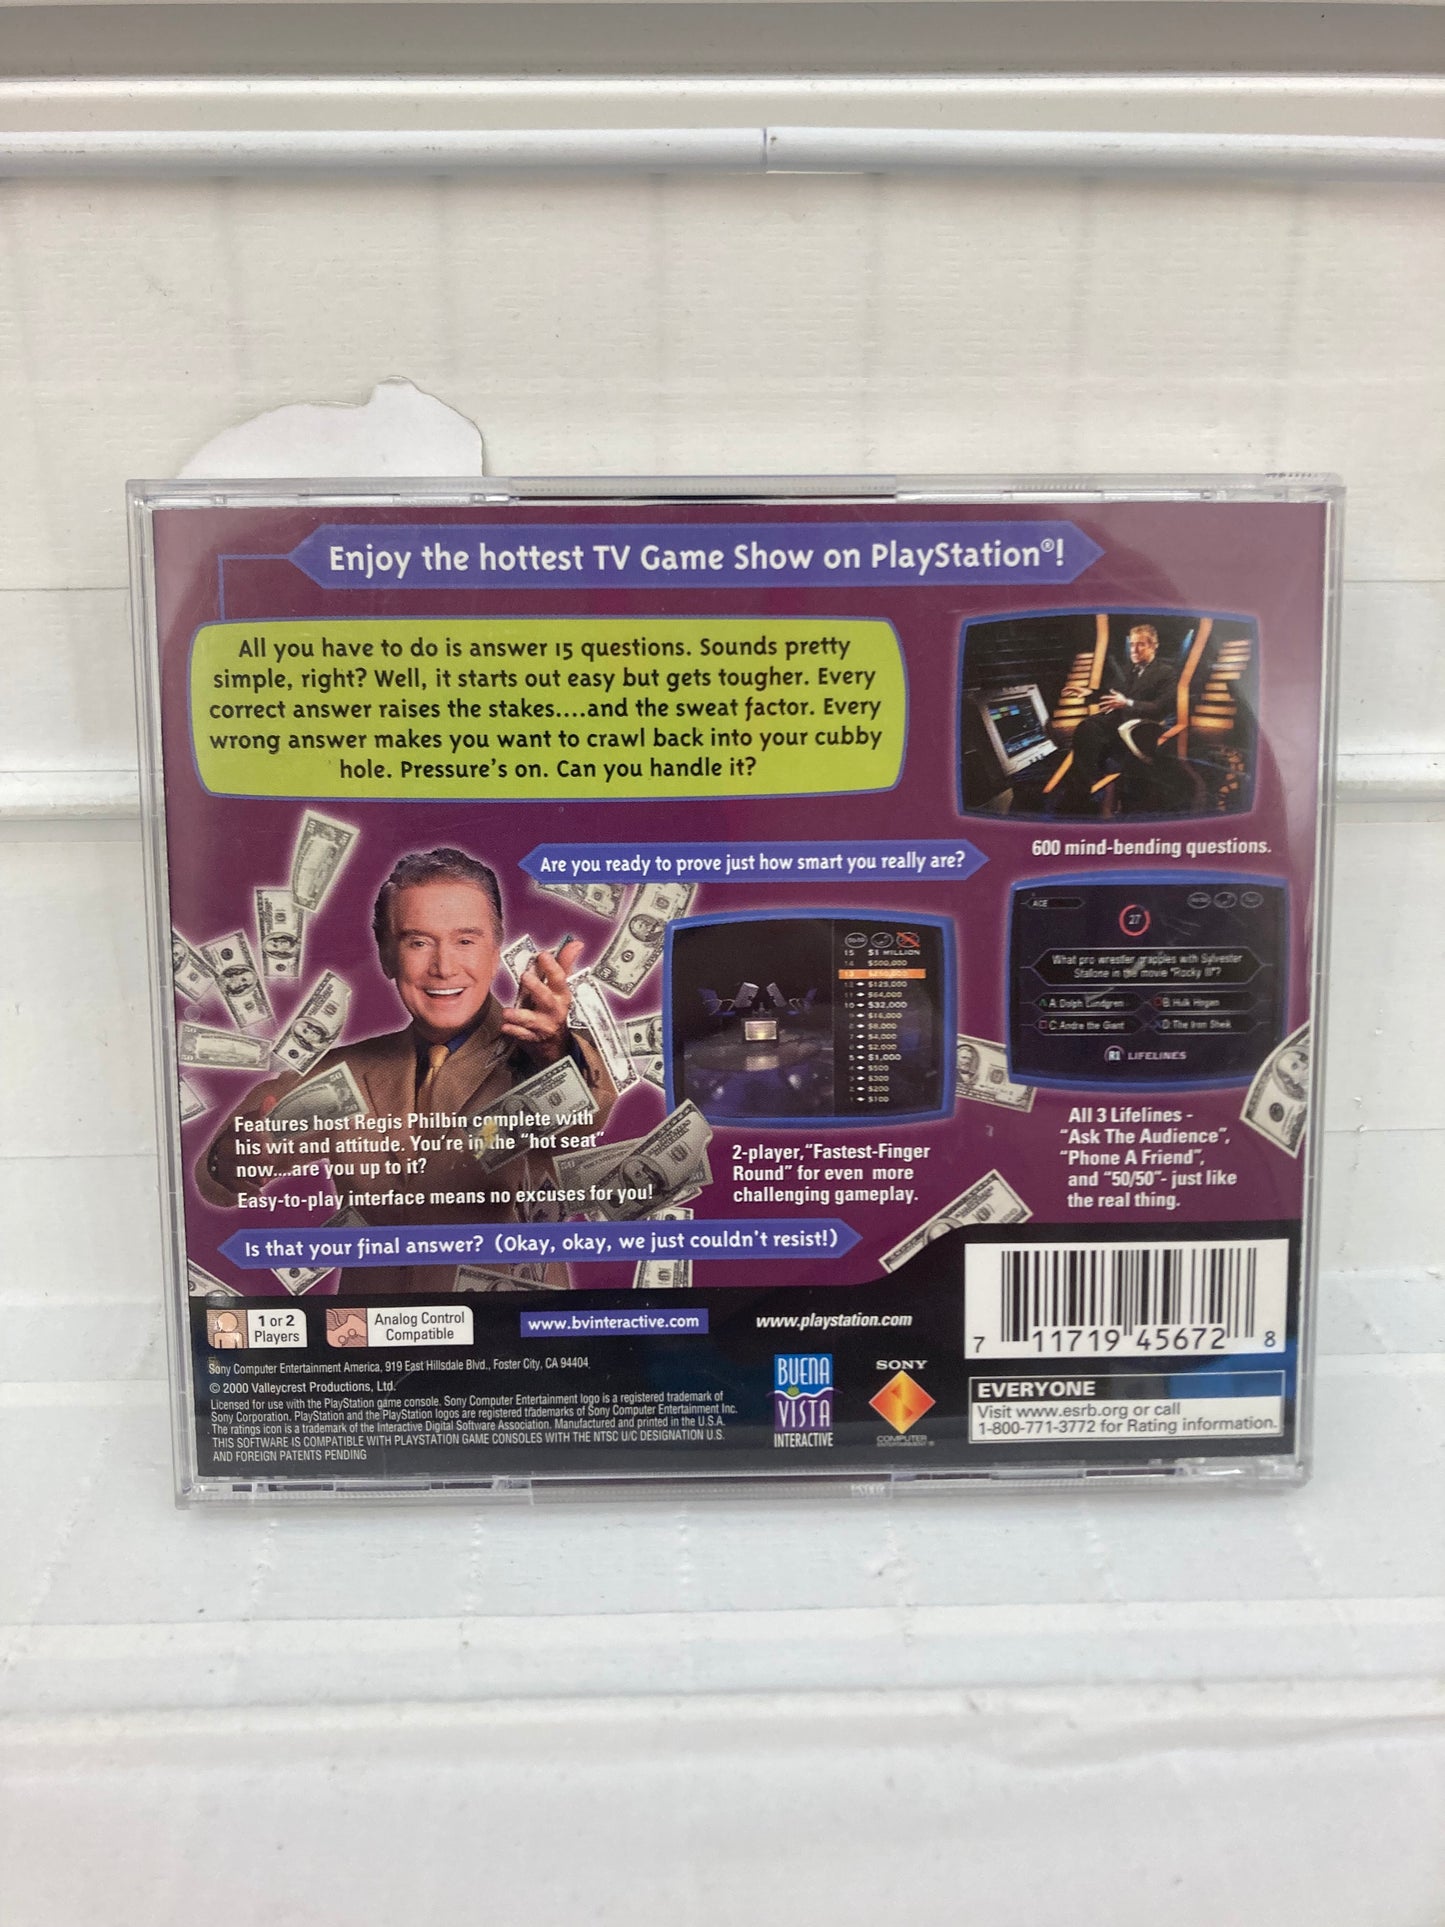 Enjoy the hottest TV Game Show on PlayStation®!
All you have to do is answer 15 questions. Sounds pretty
simple, right? Well, it starts out easy but gets tougher. Every
correct answer raises the stakes....and the sweat factor. Every
wrong answer makes you want to crawl back into your cubby
hole. Pressure's on. Can you handle it?
600 mind-bending questions.
Are you ready to prove just how smart you really are?
15 $1 MILLION
14 $500,000
13 $250,000
12 $125,000
11 $64,000
10 $32,000
9 $16,000
8 $8,000
7 $4,000
6 $2,000
5 $1,000
4 $500
3 $300
2 $200
1 $100
ACE
27
What pro wrestler grapples with Sylvester
Stallone in the movie "Rocky III"?
A: Dolph Lundgren
B: Hulk Hogan
C: Andre the Giant
D: The Iron Sheik
R1 LIFELINES
Features host Regis Philbin complete with
his wit and attitude. You're in the "hot seat"
now....are you up to it?
Easy-to-play interface means no excuses for you!
2-player,"Fastest-Finger
Round" for even more
challenging gameplay.
All 3 Lifelines -
"Ask The Audience",
"Phone A Friend",
and "50/50"- just like
the real thing.
Is that your final answer? (Okay, okay, we just couldn't resist!)
1 or 2
Players
Analog Control
Compatible
www.bvinteractive.com
www.playstation.com
7 11719 45672 8
Sony Computer Entertainment America, 919 East Hillsdale Blvd., Foster City, CA 94404
© 2000 Valleycrest Productions, Ltd.
Licensed for use with the PlayStation game console. Sony Computer Entertainment logo is a registered trademark of
Sony Corporation. PlayStation and the PlayStation logos are registered trademarks of Sony Computer Entertainment Inc.
The ratings icon is a trademark of the Interactive Digital Software Association. Manufactured and printed in the U.S.A.
THIS SOFTWARE IS COMPATIBLE WITH PLAYSTATION GAME CONSOLES WITH THE NTSC U/C DESIGNATION U.S.
AND FOREIGN PATENTS PENDING
BUENA
VISTA
INTERACTIVE
SONY
COMPUTER
ENTERTAINMENT ®
EVERYONE
Visit www.esrb.org or call
1-800-771-3772 for Rating information.